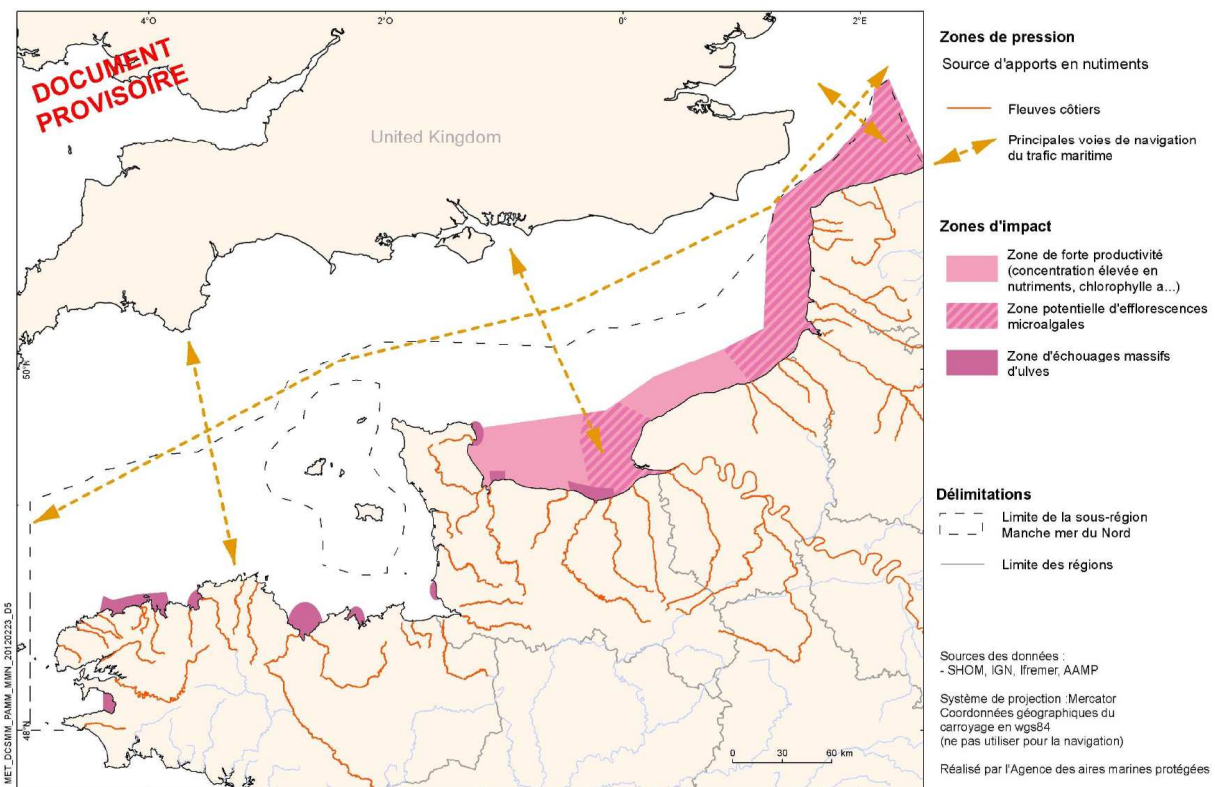 4°O
2°O
0°
2°E
DOCUMENT
PROVISOIRE
United Kingdom
50°N
48°N
0 30 60 km
MET_DCSMM_PAMM_MMN_20120223_D5
Zones de pression
Source d'apports en nutiments
Fleuves côtiers
Principales voies de navigation
du trafic maritime
Zones d'impact
Zone de forte productivité
(concentration élevée en
nutriments, chlorophylle a...)
Zone potentielle d'efflorescences
microalgales
Zone d'échouages massifs
d'ulves
Délimitations
Limite de la sous-région
Manche mer du Nord
Limite des régions
Sources des données :
- SHOM, IGN, Ifremer, AAMP
Système de projection :Mercator
Coordonnées géographiques du
carroyage en wgs84
(ne pas utiliser pour la navigation)
Réalisé par l'Agence des aires marines protégées